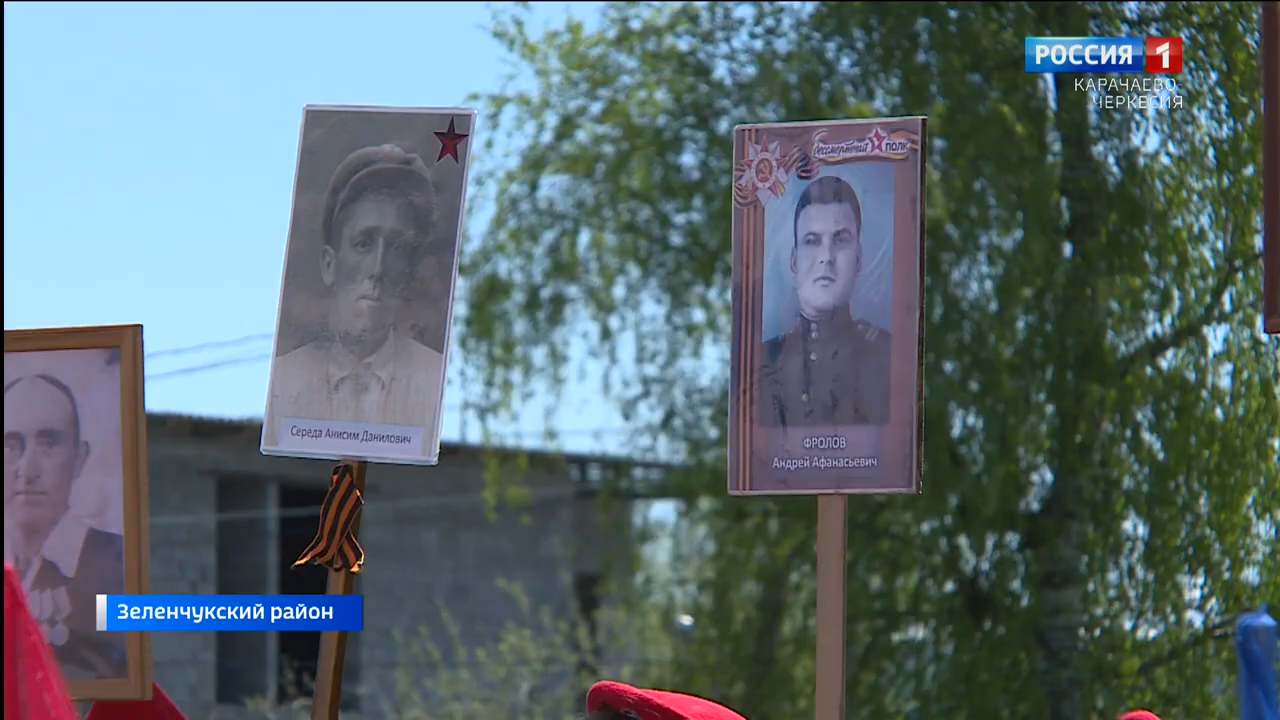 РОССИЯ 1
КАРАЧАЕВО
ЧЕРКЕСИЯ
бессмертный ПОЛК
Середа Анисим Данилович
ФРОЛОВ
Андрей Афанасьевич
Зеленчукский район